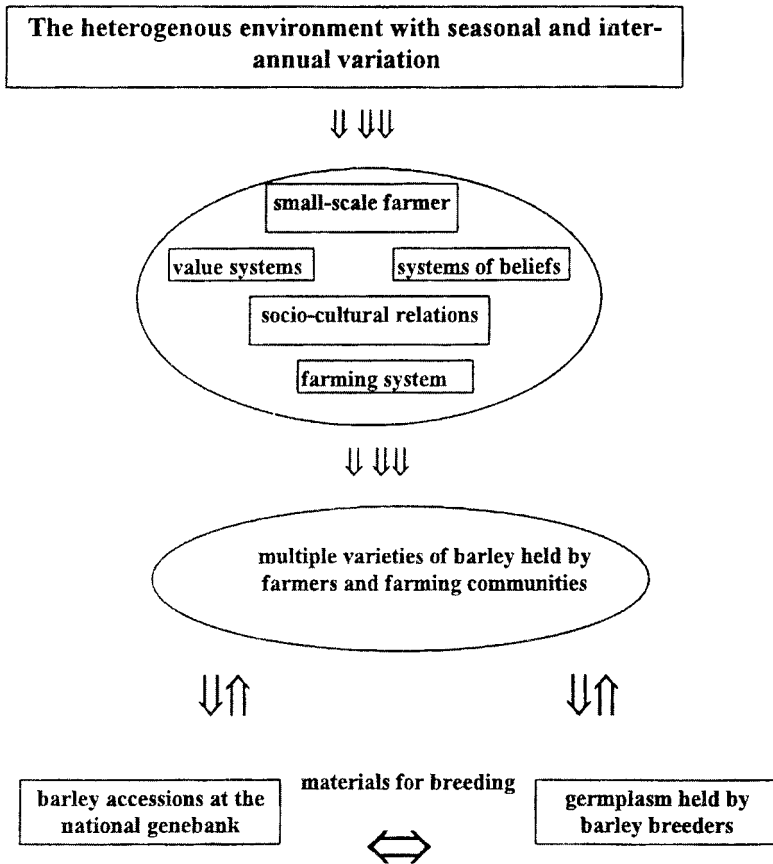 The heterogenous environment with seasonal and inter-
annual variation
small-scale farmer
value systems
systems of beliefs
socio-cultural relations
farming system
multiple varieties of barley held by
farmers and farming communities
materials for breeding
barley accessions at the
national genebank
germplasm held by
barley breeders